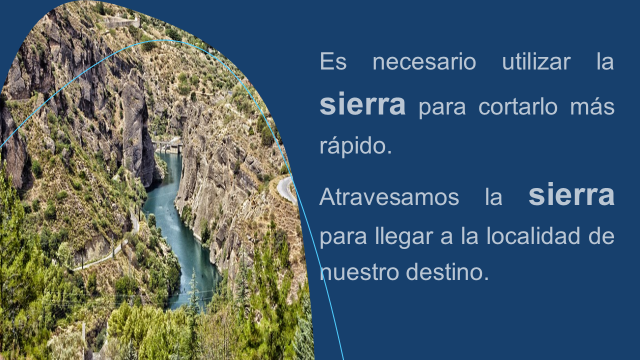 Es necesario utilizar la
sierra para cortarlo más
rápido.
Atravesamos la sierra
para llegar a la localidad de
nuestro destino.